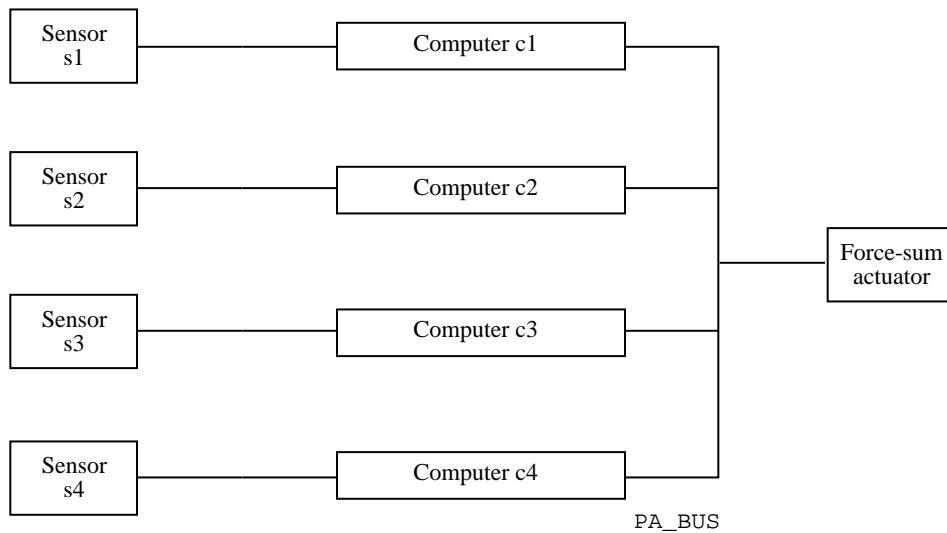 Sensor
s1
Computer c1
Sensor
s2
Computer c2
Force-sum
actuator
Sensor
s3
Computer c3
Sensor
s4
Computer c4
PA_BUS